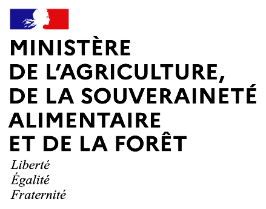 MINISTÈRE
DE L'AGRICULTURE,
DE LA SOUVERAINETÉ
ALIMENTAIRE
ET DE LA FORÊT
Liberté
Égalité
Fraternité